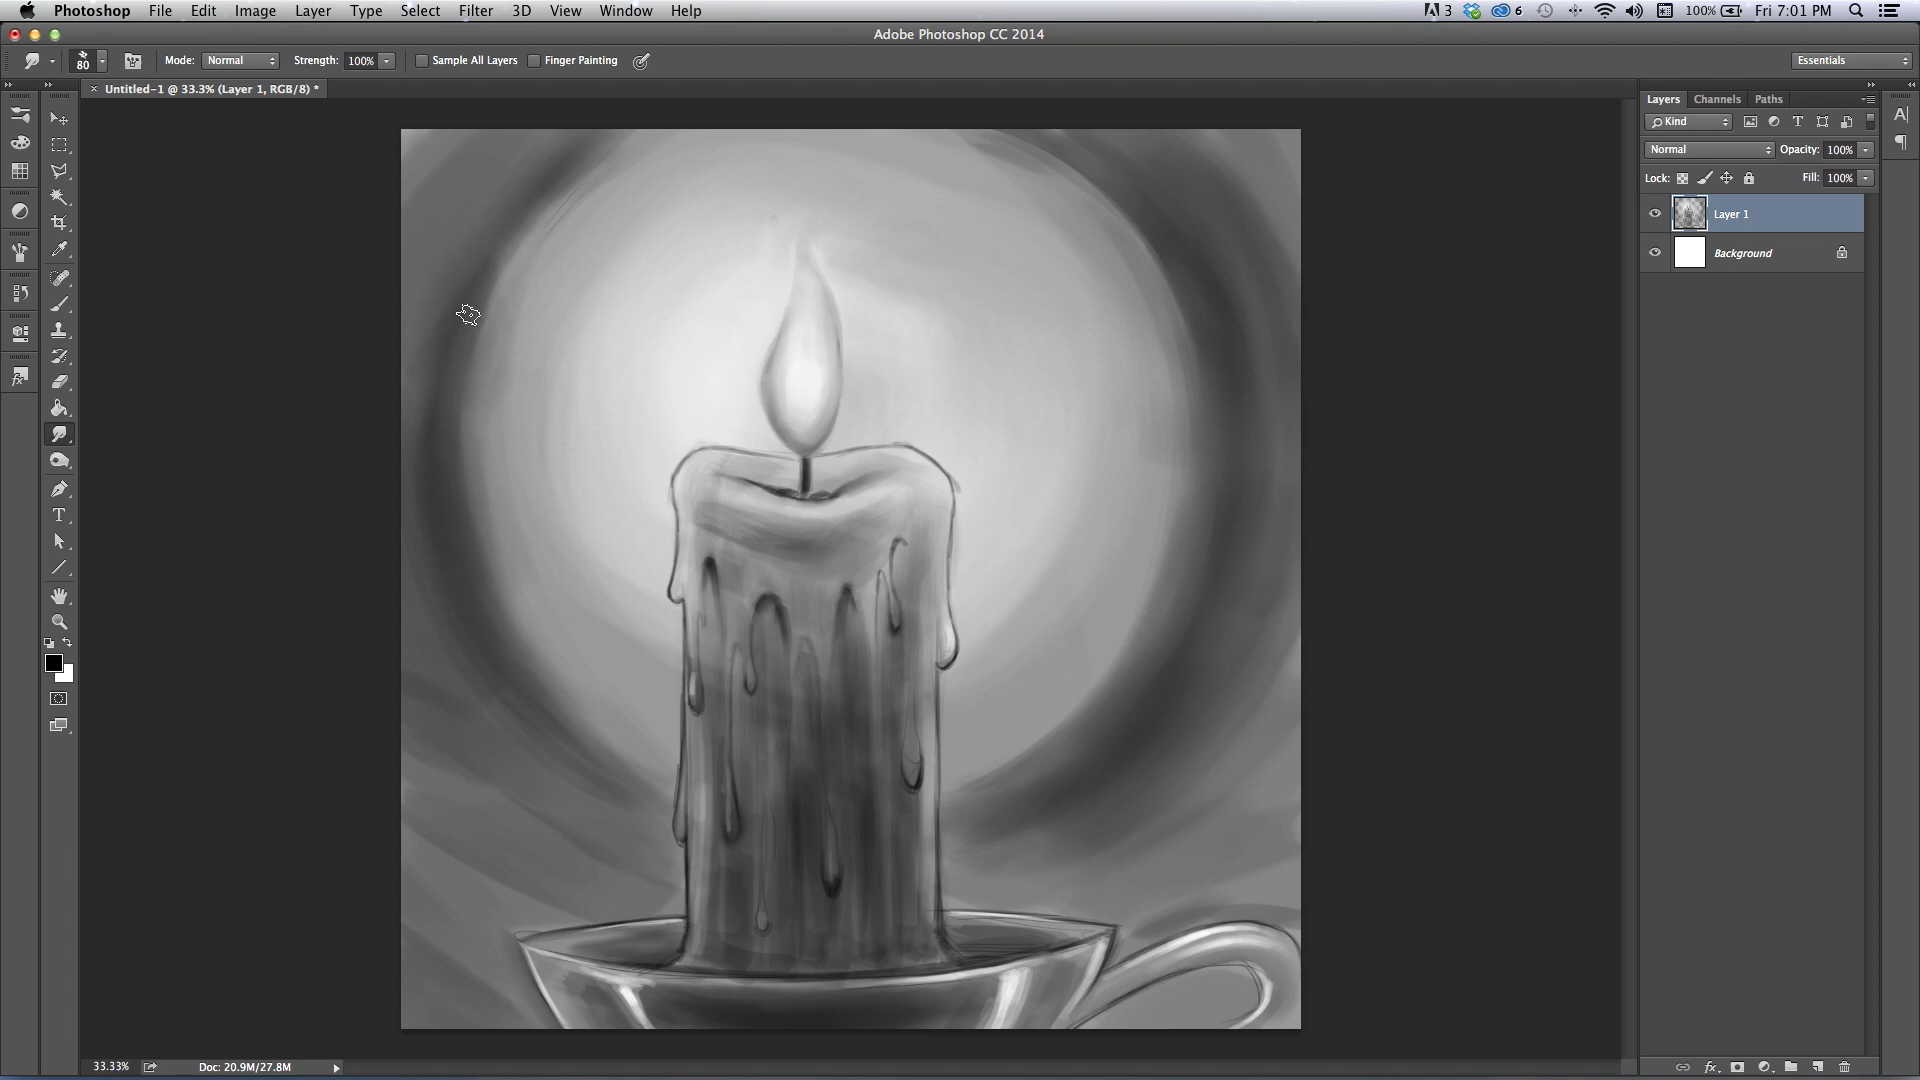 Photoshop File Edit Image Layer Type Select Filter 3D View Window Help 3 6 100% Fri 7:01 PM
Adobe Photoshop CC 2014
80 Mode: Normal Strength: 100% Sample All Layers Finger Painting Essentials
Untitled-1 @ 33.3% (Layer 1, RGB/8) *
Layers Channels Paths
Kind
Normal Opacity: 100%
Lock: Fill: 100%
Layer 1
Background
33.33% Doc: 20.9M/27.8M